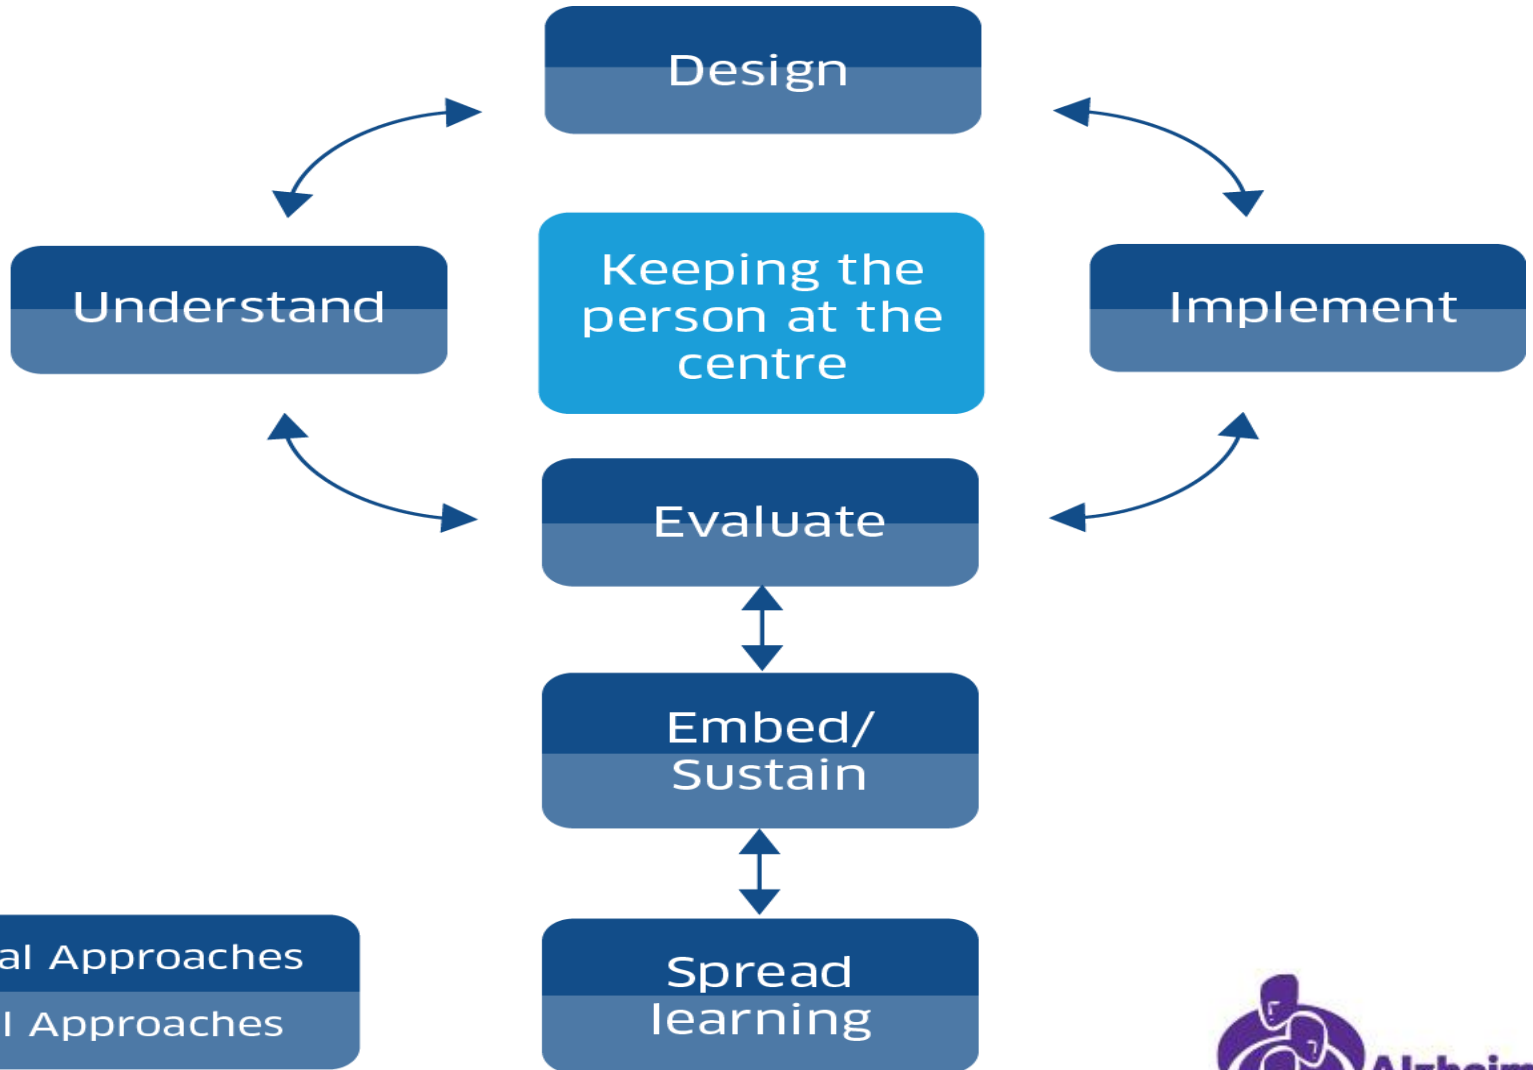 Design
Understand
Keeping the
person at the
centre
Implement
Evaluate
Embed/
Sustain
Spread
learning
al Approaches
l Approaches